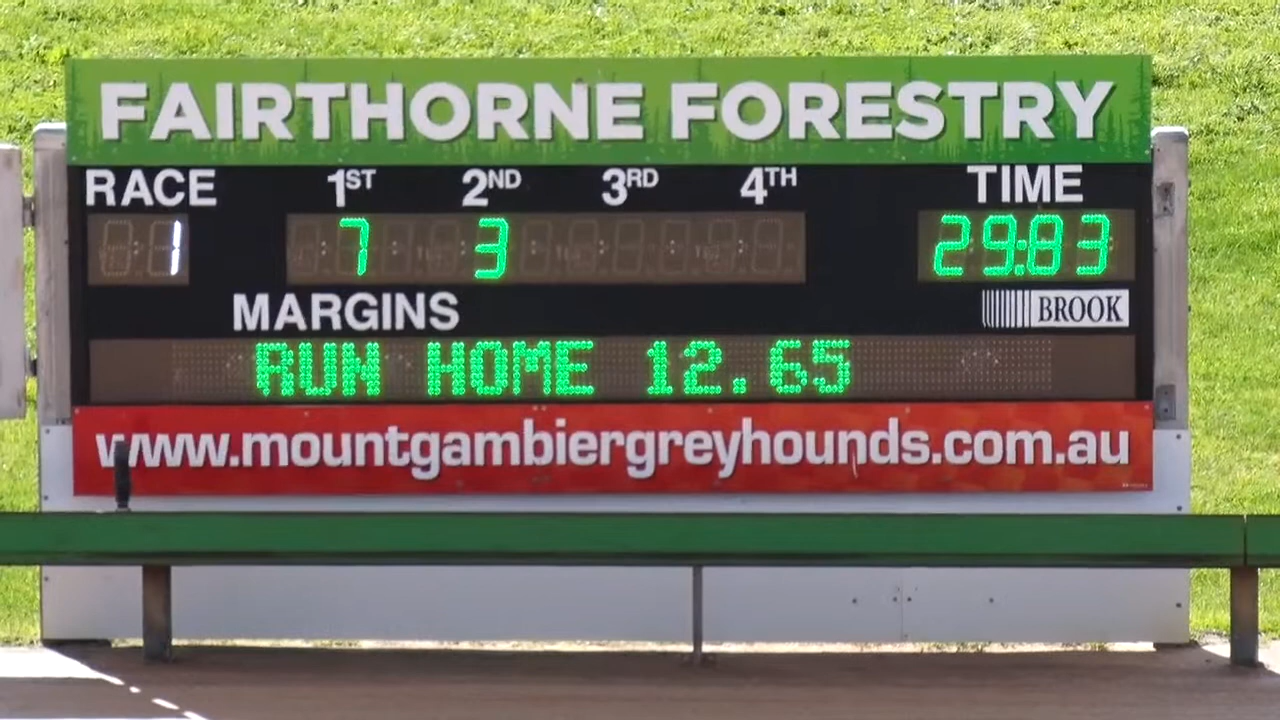 FAIRTHORNE FORESTRY
RACE 1ST 2ND 3RD 4TH TIME
1 7 3 29:83
MARGINS BROOK
RUN HOME 12.65
www.mountgambiergreyhounds.com.au